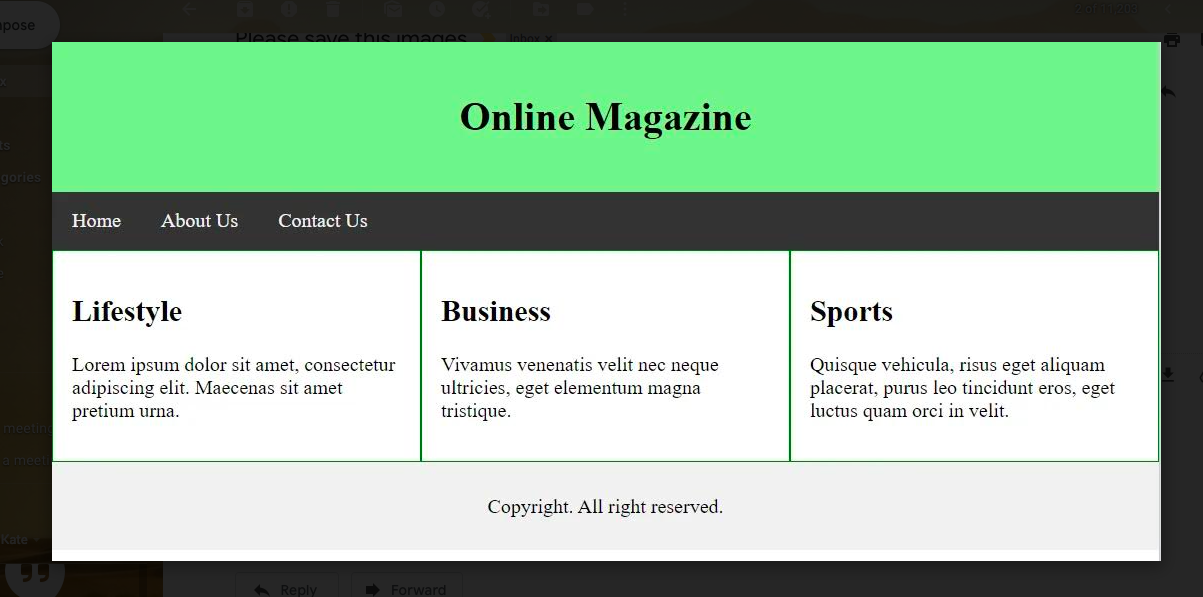 Please save this images
Inbox ×
Online Magazine
Home About Us Contact Us
Lifestyle
Lorem ipsum dolor sit amet, consectetur
adipiscing elit. Maecenas sit amet
pretium urna.
Business
Vivamus venenatis velit nec neque
ultricies, eget elementum magna
tristique.
Sports
Quisque vehicula, risus eget aliquam
placerat, purus leo tincidunt eros, eget
luctus quam orci in velit.
Copyright. All right reserved.
meeting
Kate
Reply
Forward